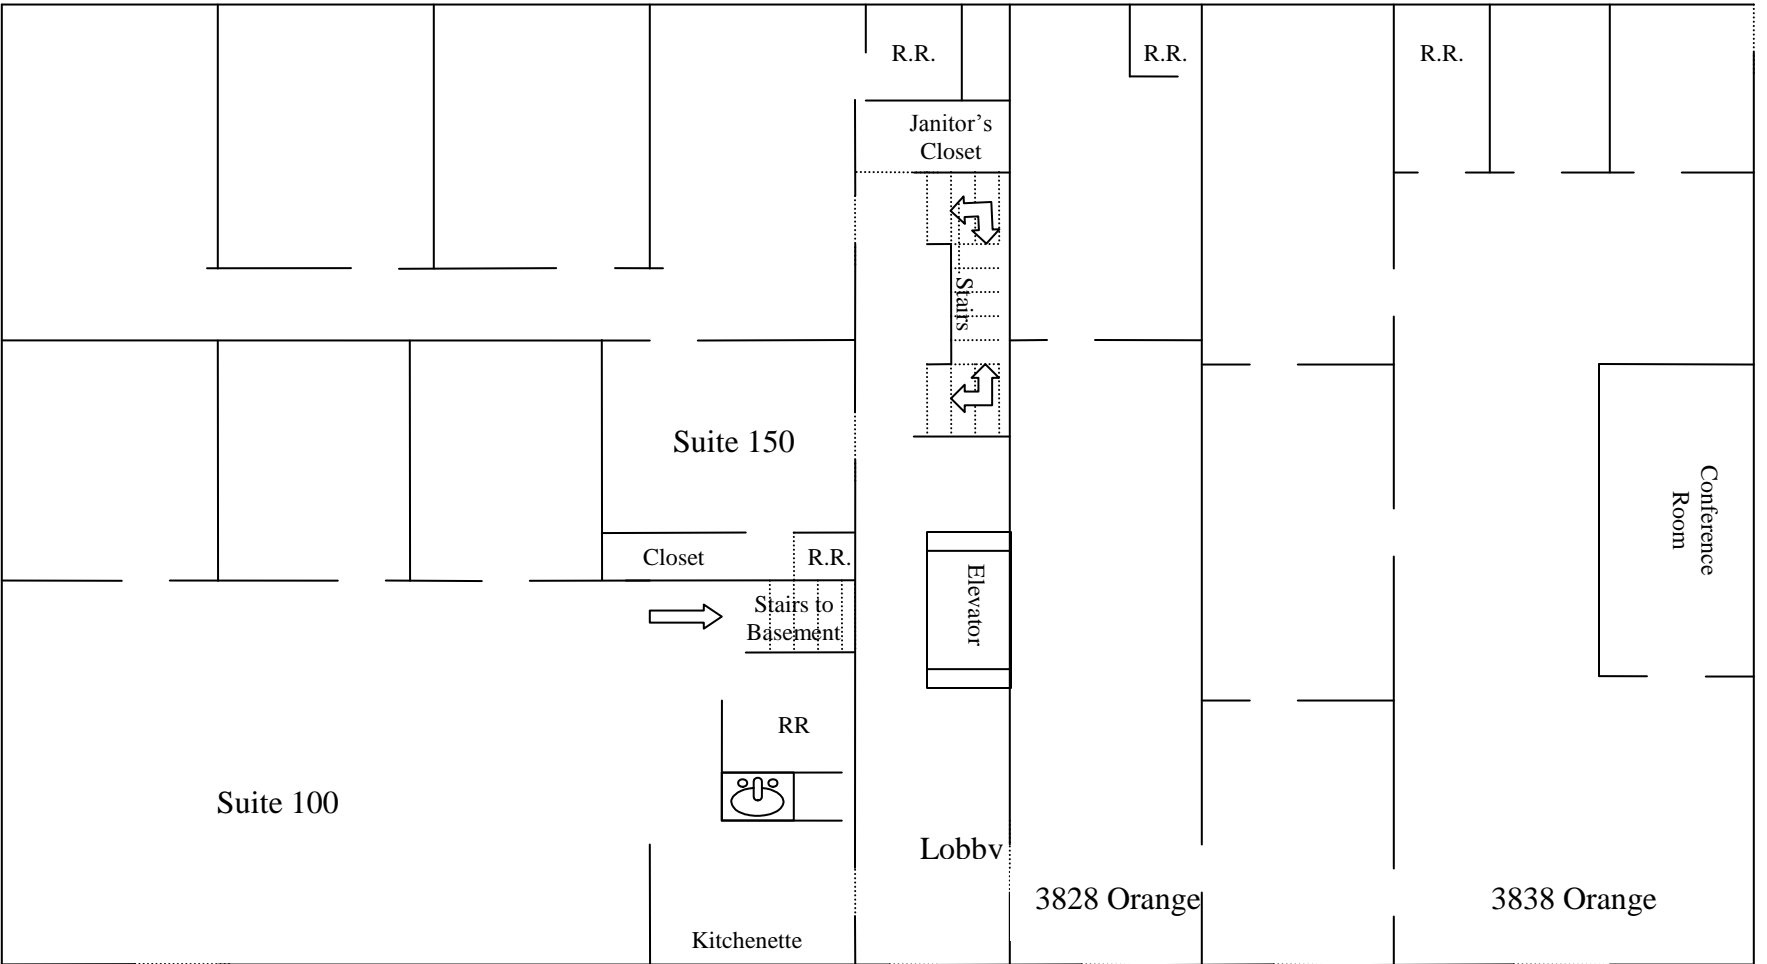 R.R.
R.R.
R.R.
Janitor's
Closet
Stairs
Suite 150
Conference
Room
Closet
R.R.
Elevator
Stairs to
Basement
RR
Suite 100
Lobby
3828 Orange
3838 Orange
Kitchenette